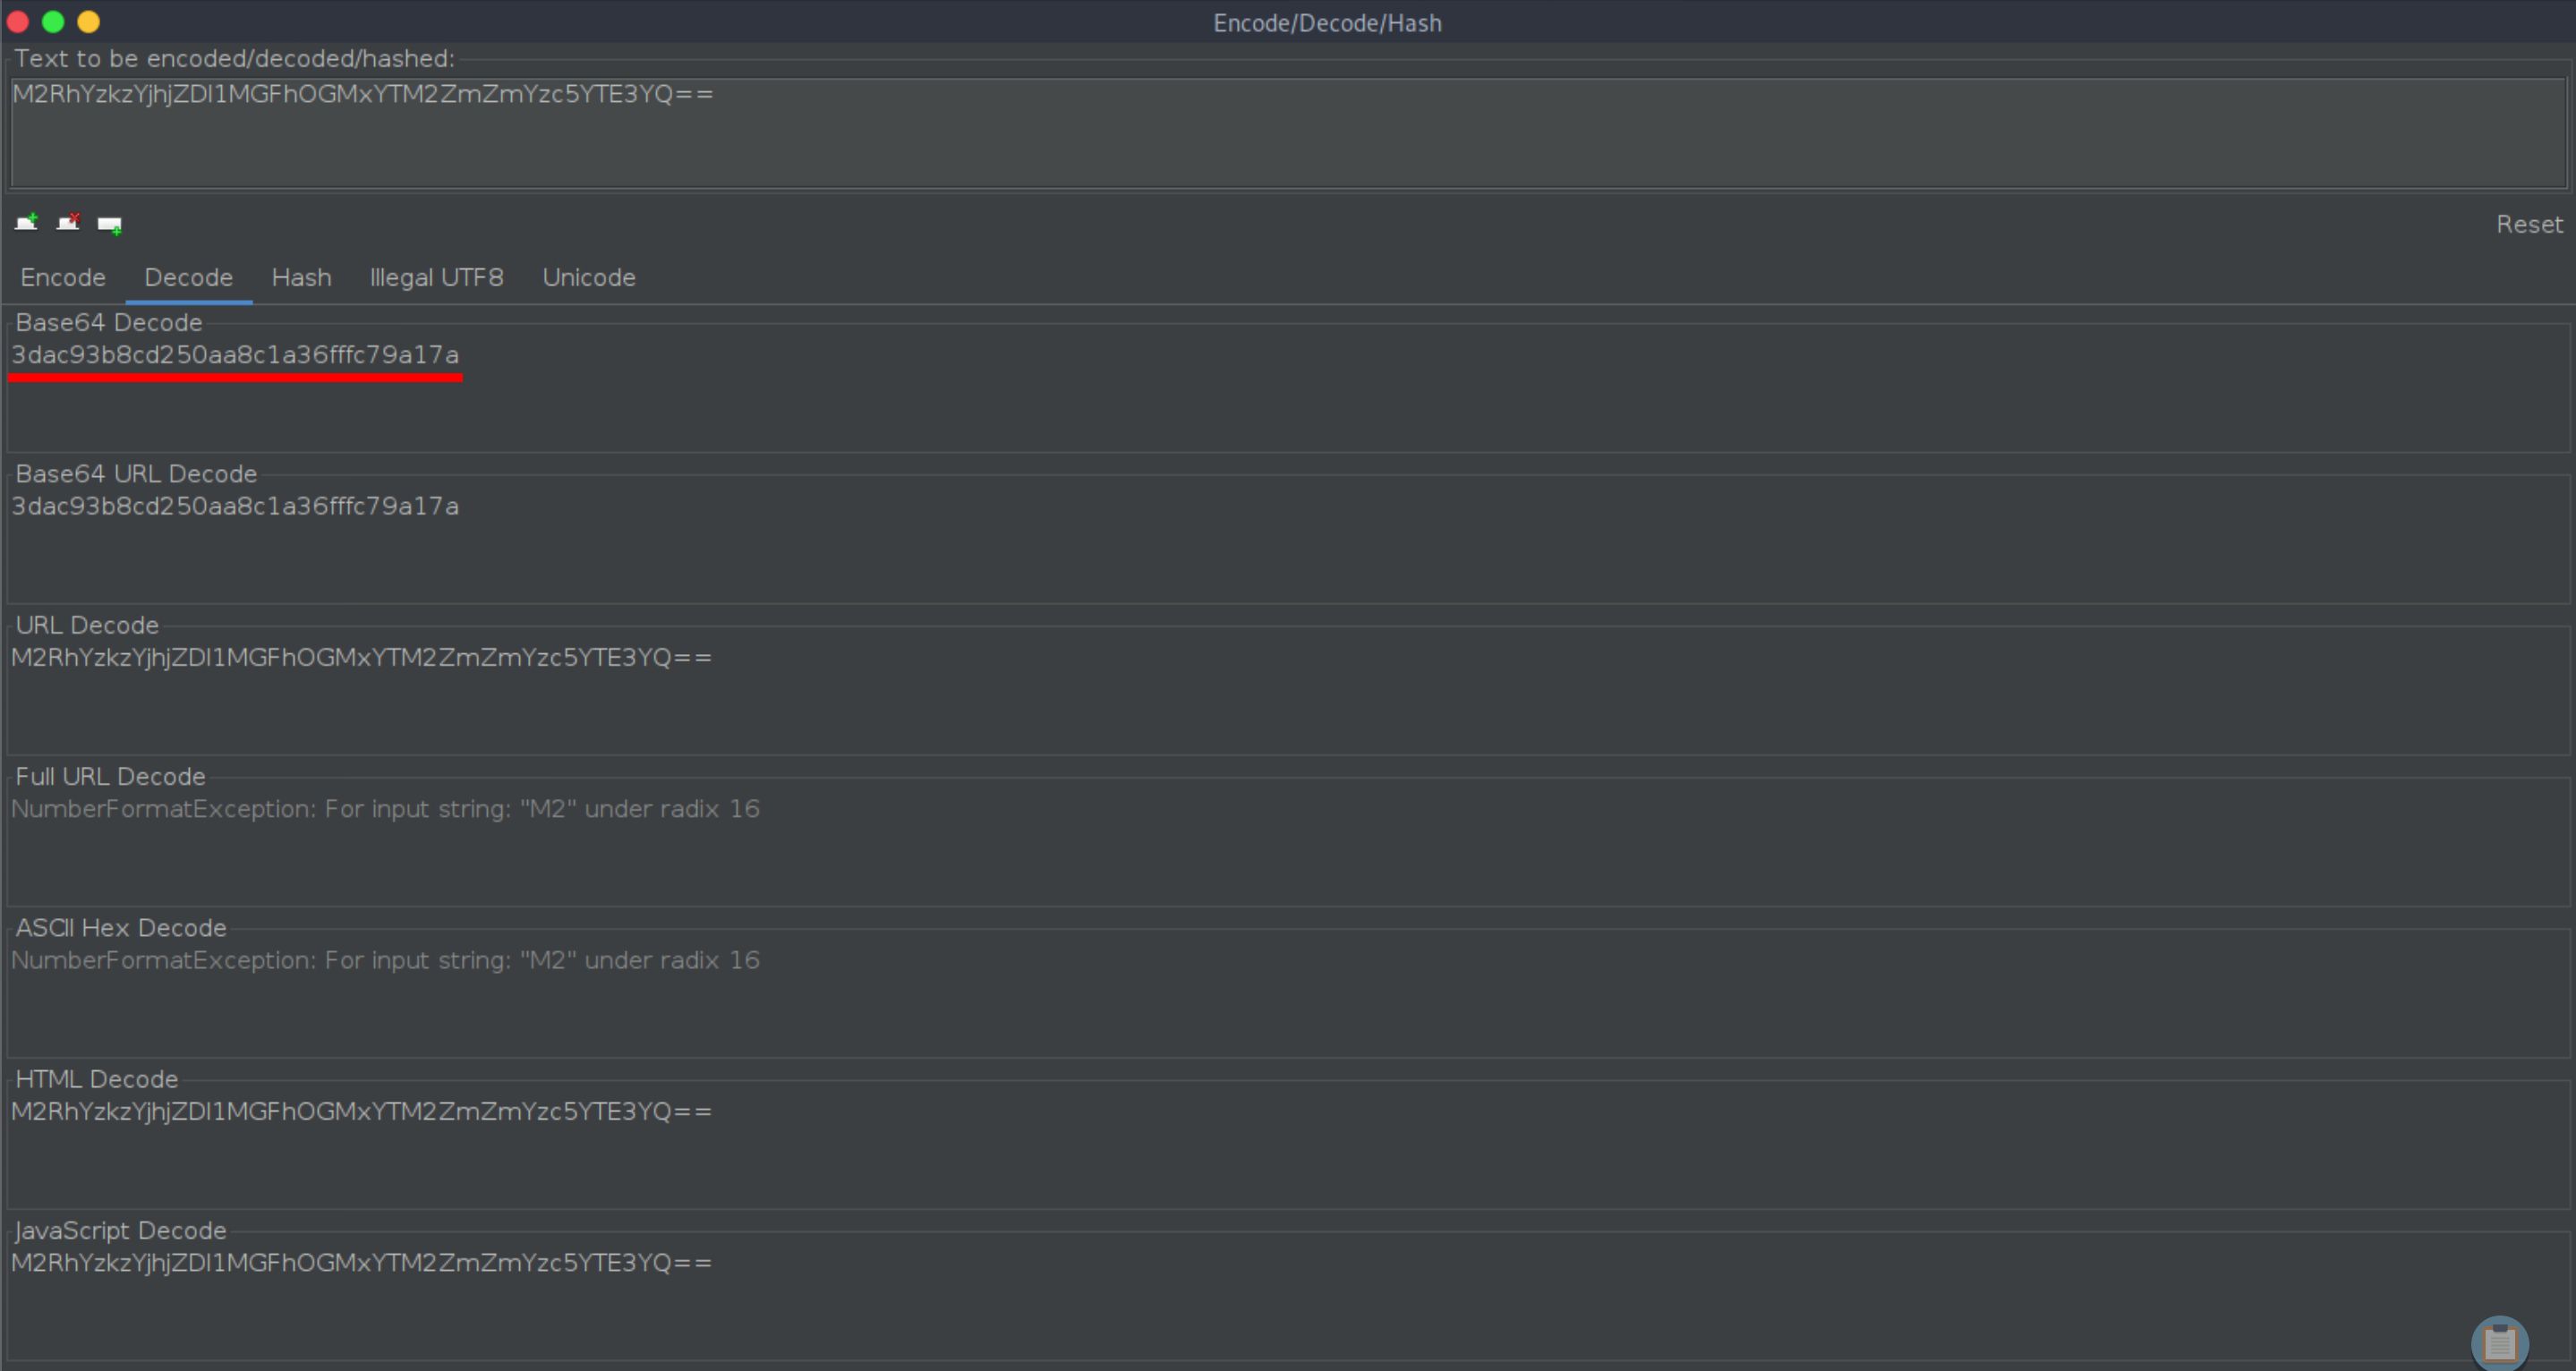 Encode/Decode/Hash
Text to be encoded/decoded/hashed:
M2RhYzkzYjhjZDI1MGFhOGMxYTM2ZmZmYzc5YTE3YQ==
Reset
Encode Decode Hash Illegal UTF8 Unicode
Base64 Decode
3dac93b8cd250aa8c1a36fffc79a17a
Base64 URL Decode
3dac93b8cd250aa8c1a36fffc79a17a
URL Decode
M2RhYzkzYjhjZDI1MGFhOGMxYTM2ZmZmYzc5YTE3YQ==
Full URL Decode
NumberFormatException: For input string: "M2" under radix 16
ASCII Hex Decode
NumberFormatException: For input string: "M2" under radix 16
HTML Decode
M2RhYzkzYjhjZDI1MGFhOGMxYTM2ZmZmYzc5YTE3YQ==
JavaScript Decode
M2RhYzkzYjhjZDI1MGFhOGMxYTM2ZmZmYzc5YTE3YQ==